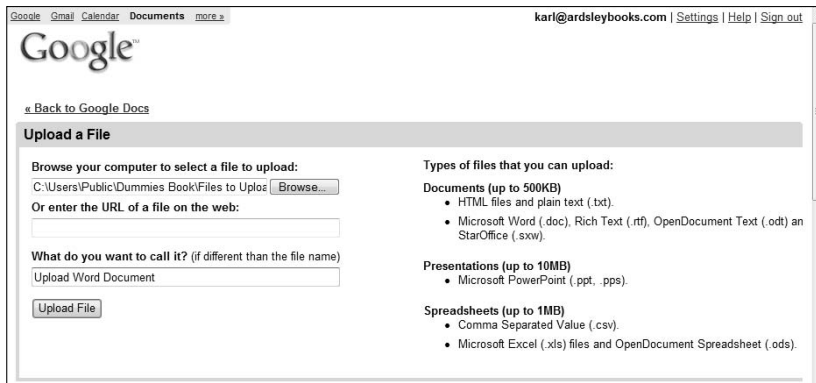 Google Gmail Calendar Documents more »
karl@ardsleybooks.com | Settings | Help | Sign out
Google™
« Back to Google Docs
Upload a File
Browse your computer to select a file to upload:
C:\Users\Public\Dummies Book\Files to Uploa Browse...
Or enter the URL of a file on the web:
What do you want to call it? (if different than the file name)
Upload Word Document
Upload File
Types of files that you can upload:
Documents (up to 500KB)
• HTML files and plain text (.txt).
• Microsoft Word (.doc), Rich Text (.rtf), OpenDocument Text (.odt) an
StarOffice (.sxw).
Presentations (up to 10MB)
• Microsoft PowerPoint (.ppt, .pps).
Spreadsheets (up to 1MB)
• Comma Separated Value (.csv).
• Microsoft Excel (.xls) files and OpenDocument Spreadsheet (.ods).